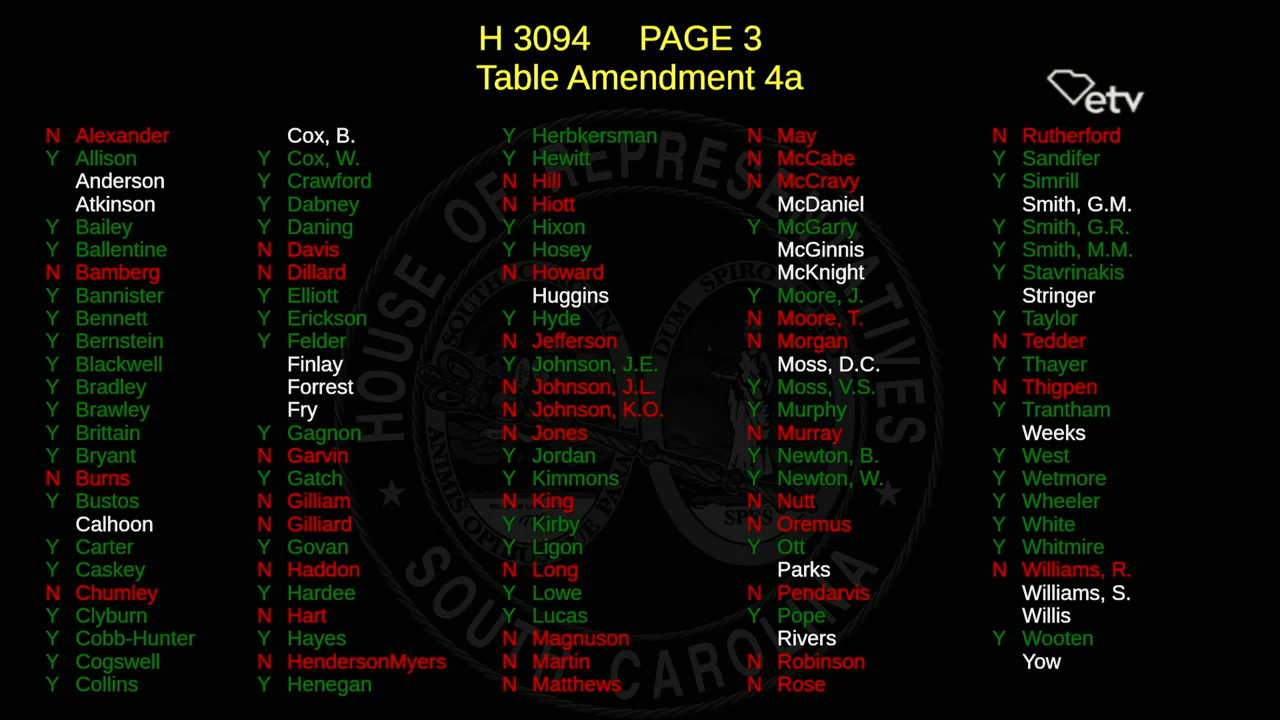 H 3094 PAGE 3
Table Amendment 4a
etv
N Alexander
Y Allison
Anderson
Atkinson
Y Bailey
Y Ballentine
N Bamberg
Y Bannister
Y Bennett
Y Bernstein
Y Blackwell
Y Bradley
Y Brawley
Y Brittain
Y Bryant
N Burns
Y Bustos
Calhoon
Y Carter
Y Caskey
N Chumley
Y Clyburn
Y Cobb-Hunter
Y Cogswell
Y Collins
Cox, B.
Y Cox, W.
Y Crawford
Y Dabney
Y Daning
N Davis
N Dillard
Y Elliott
Y Erickson
Y Felder
Finlay
Forrest
Fry
Y Gagnon
N Garvin
Y Gatch
N Gilliam
N Gilliard
Y Govan
N Haddon
Y Hardee
N Hart
Y Hayes
N HendersonMyers
Y Henegan
Y Herbkersman
Y Hewitt
N Hill
N Hiott
Y Hixon
Y Hosey
N Howard
Huggins
Y Hyde
N Jefferson
Y Johnson, J.E.
N Johnson, J.L.
N Johnson, K.O.
N Jones
Y Jordan
Y Kimmons
N King
Y Kirby
Y Ligon
N Long
Y Lowe
Y Lucas
N Magnuson
N Martin
N Matthews
N May
N McCabe
N McCravy
McDaniel
Y McGarry
McGinnis
McKnight
Y Moore, J.
N Moore, T.
N Morgan
Moss, D.C.
Y Moss, V.S.
Y Murphy
N Murray
Y Newton, B.
Y Newton, W.
N Nutt
N Oremus
Y Ott
Parks
N Pendarvis
Y Pope
Rivers
N Robinson
N Rose
N Rutherford
Y Sandifer
Y Simrill
Smith, G.M.
Y Smith, G.R.
Y Smith, M.M.
Y Stavrinakis
Stringer
Y Taylor
N Tedder
Y Thayer
N Thigpen
Y Trantham
Weeks
Y West
Y Wetmore
Y Wheeler
Y White
Y Whitmire
N Williams, R.
Williams, S.
Willis
Y Wooten
Yow
HOUSE OF REPRESENTATIVES
SOUTH CAROLINA